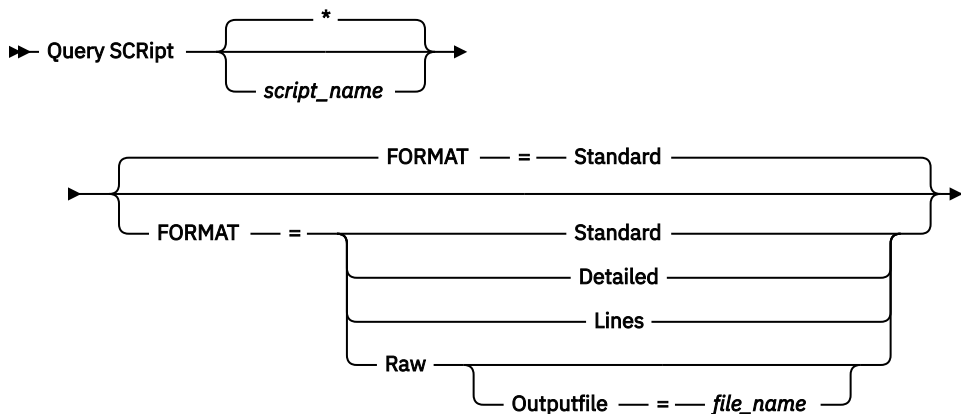 *
Query SCRipt
script_name
FORMAT = Standard
FORMAT = Standard
Detailed
Lines
Raw
Outputfile = file_name